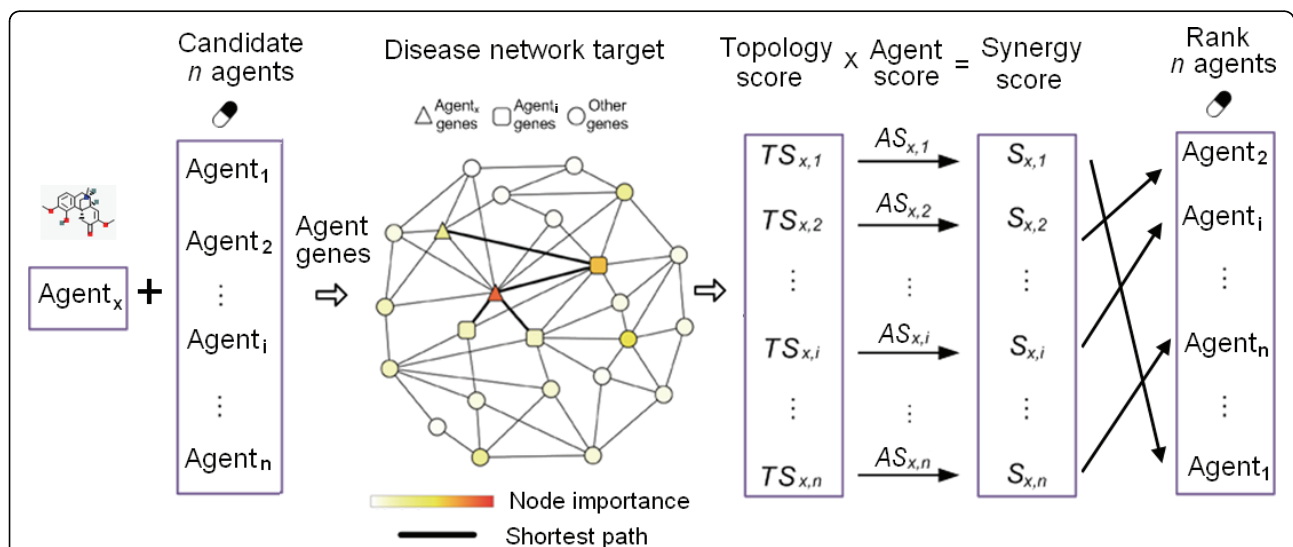 Candidate
n agents
Disease network target
Topology
score
x
Agent
score
=
Synergy
score
Rank
n agents
Agentₓ
genes
Agentᵢ
genes
Other
genes
Agentₓ
+
Agent₁
Agent₂
⋮
Agentᵢ
⋮
Agentₙ
Agent
genes
TSx,1
TSx,2
⋮
TSx,i
⋮
TSx,n
ASx,1
ASx,2
⋮
ASx,i
⋮
ASx,n
Sx,1
Sx,2
⋮
Sx,i
⋮
Sx,n
Agent₂
Agentᵢ
⋮
Agentₙ
⋮
Agent₁
Node importance
Shortest path